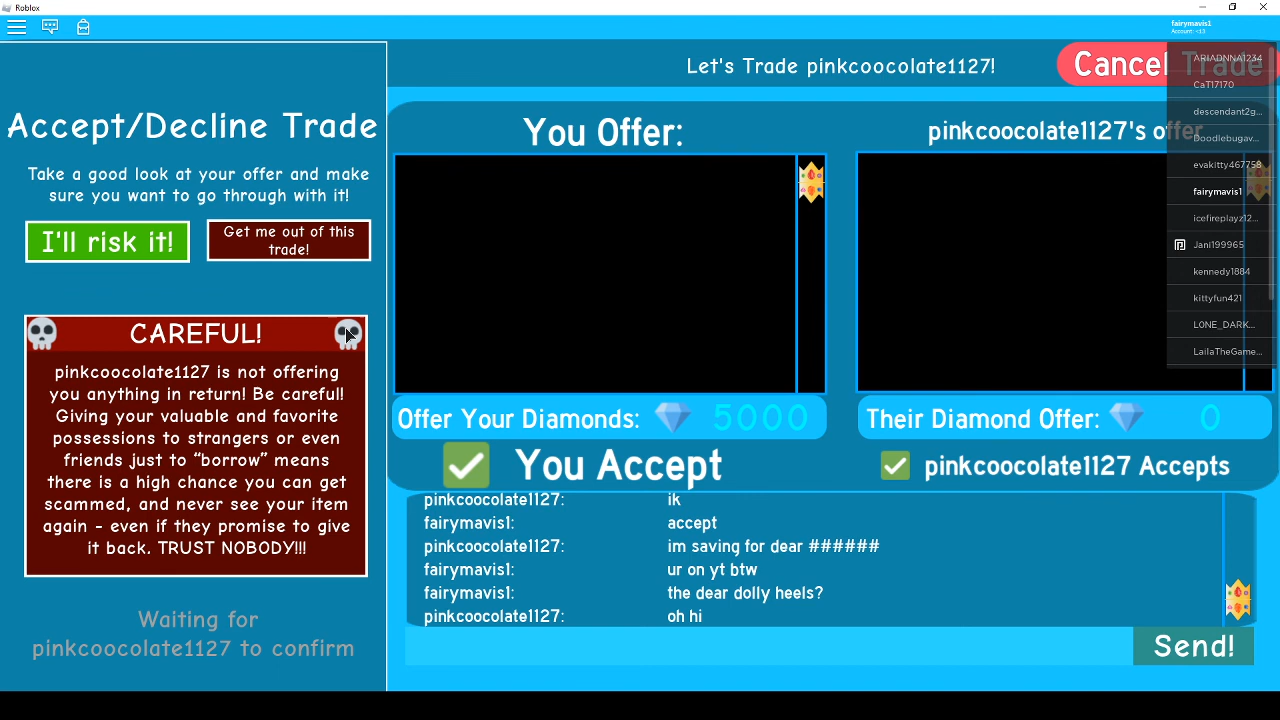 Roblox
fairymavis1
Account: <13
Let's Trade pinkcoocolate1127!
Cancel Trade!
ARIADNNA1234
CaT17170
descendant2g...
Doodlebugav...
evakitty467758
fairymavis1
icefireplayz12...
Jani199965
kennedy1884
kittyfun421
L0NE_DARK...
LailaTheGame...
Accept/Decline Trade
Take a good look at your offer and make
sure you want to go through with it!
I'll risk it!
Get me out of this
trade!
CAREFUL!
pinkcoocolate1127 is not offering
you anything in return! Be careful!
Giving your valuable and favorite
possessions to strangers or even
friends just to “borrow” means
there is a high chance you can get
scammed, and never see your item
again - even if they promise to give
it back. TRUST NOBODY!!!
Waiting for
pinkcoocolate1127 to confirm
You Offer:
pinkcoocolate1127's offer
Offer Your Diamonds: 5000
Their Diamond Offer: 0
You Accept
pinkcoocolate1127 Accepts
pinkcoocolate1127: ik
fairymavis1: accept
pinkcoocolate1127: im saving for dear ######
fairymavis1: ur on yt btw
fairymavis1: the dear dolly heels?
pinkcoocolate1127: oh hi
Send!